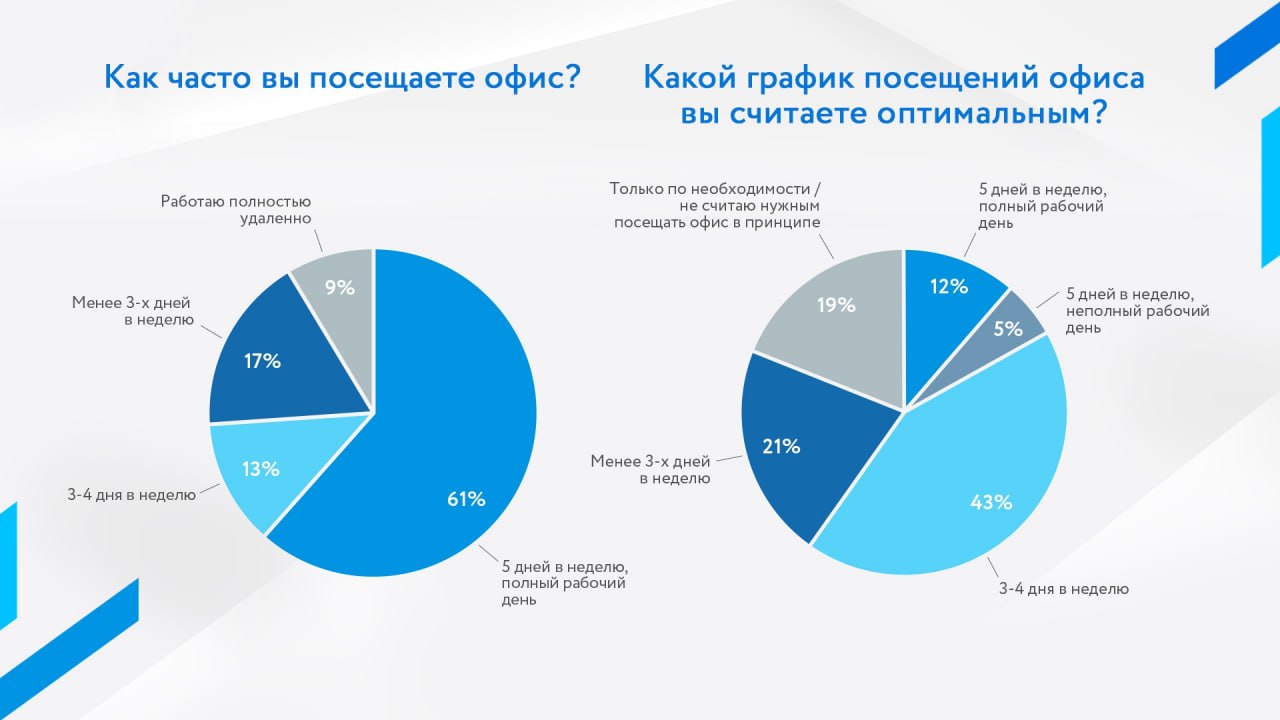 Как часто вы посещаете офис?
Работаю полностью
удаленно
9%
Менее 3-х дней
в неделю
17%
13%
3-4 дня в неделю
61%
5 дней в неделю,
полный рабочий
день
Какой график посещений офиса
вы считаете оптимальным?
Только по необходимости /
не считаю нужным
посещать офис в принципе
19%
5 дней в неделю,
полный рабочий
день
12%
5 дней в неделю,
неполный рабочий
день
5%
Менее 3-х дней
в неделю
21%
43%
3-4 дня в неделю